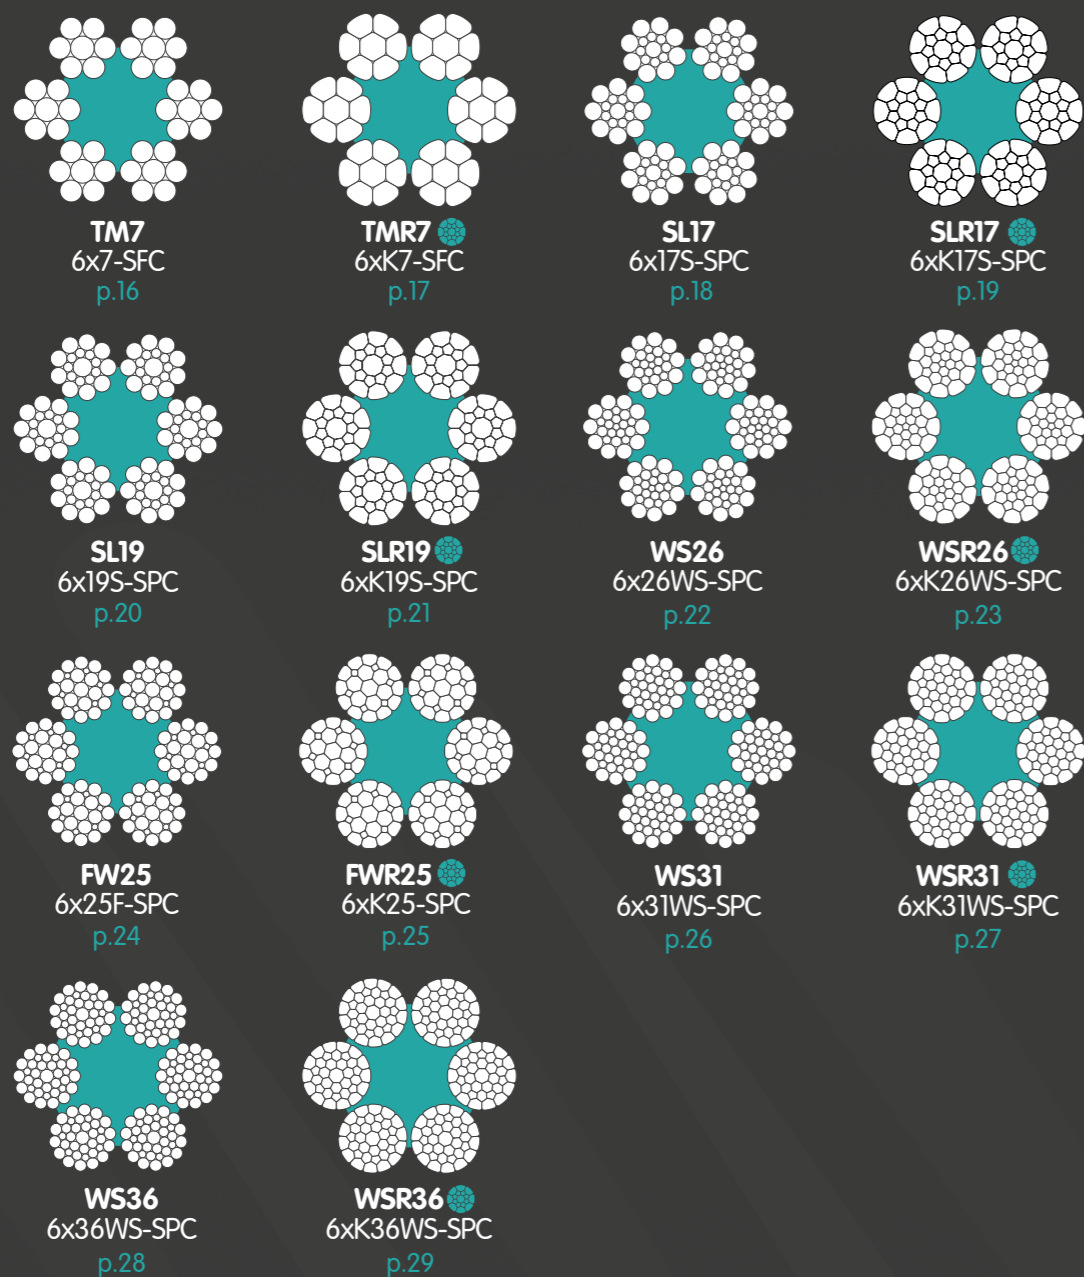 TM7
6x7-SFC
p.16
TMR7
6xK7-SFC
p.17
SL17
6x17S-SPC
p.18
SLR17
6xK17S-SPC
p.19
SL19
6x19S-SPC
p.20
SLR19
6xK19S-SPC
p.21
WS26
6x26WS-SPC
p.22
WSR26
6xK26WS-SPC
p.23
FW25
6x25F-SPC
p.24
FWR25
6xK25-SPC
p.25
WS31
6x31WS-SPC
p.26
WSR31
6xK31WS-SPC
p.27
WS36
6x36WS-SPC
p.28
WSR36
6xK36WS-SPC
p.29